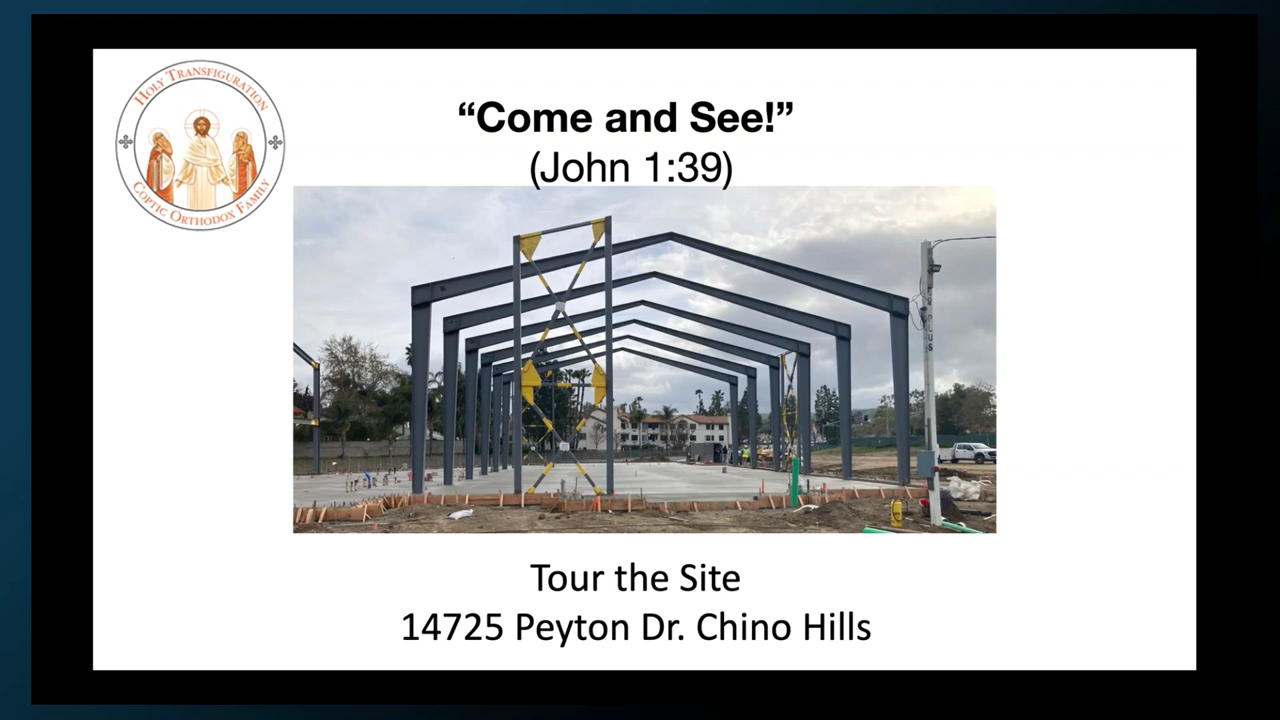 HOLY TRANSFIGURATION
COPTIC ORTHODOX FAMILY
“Come and See!”
(John 1:39)
PLUS
Tour the Site
14725 Peyton Dr. Chino Hills